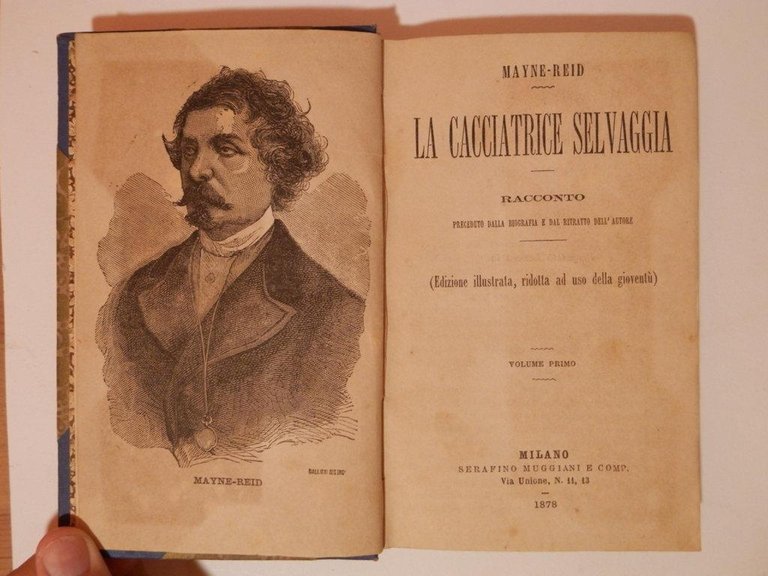 MAYNE-REID
MAYNE-REID
LA CACCIATRICE SELVAGGIA
RACCONTO
PRECEDUTO DALLA BIOGRAFIA E DAL RITRATTO DELL'AUTORE
(Edizione illustrata, ridotta ad uso della gioventù)
VOLUME PRIMO
MILANO
SERAFINO MUGGIANI E COMP.
Via Unione, N. 11, 13
1878